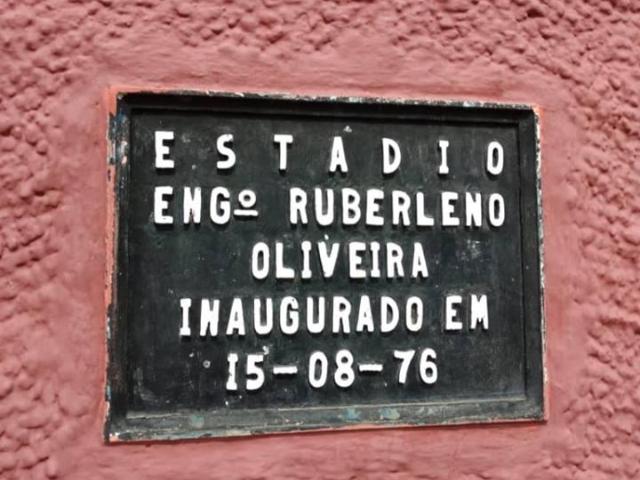 ESTADIO
ENGº RUBERLENO
OLIVEIRA
INAUGURADO EM
15-08-76